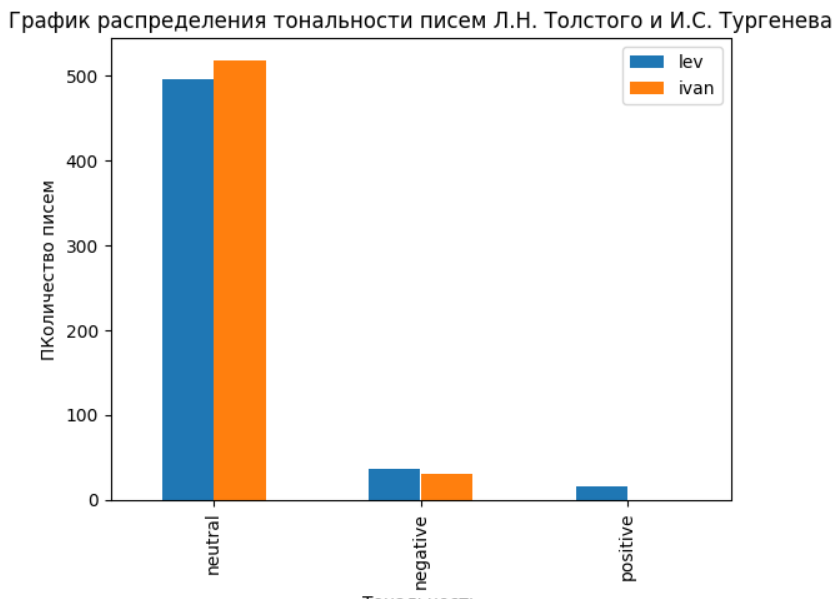 График распределения тональности писем Л.Н. Толстого и И.С. Тургенева
lev
ivan
ПКоличество писем
500
400
300
200
100
0
neutral
negative
positive
Тональность